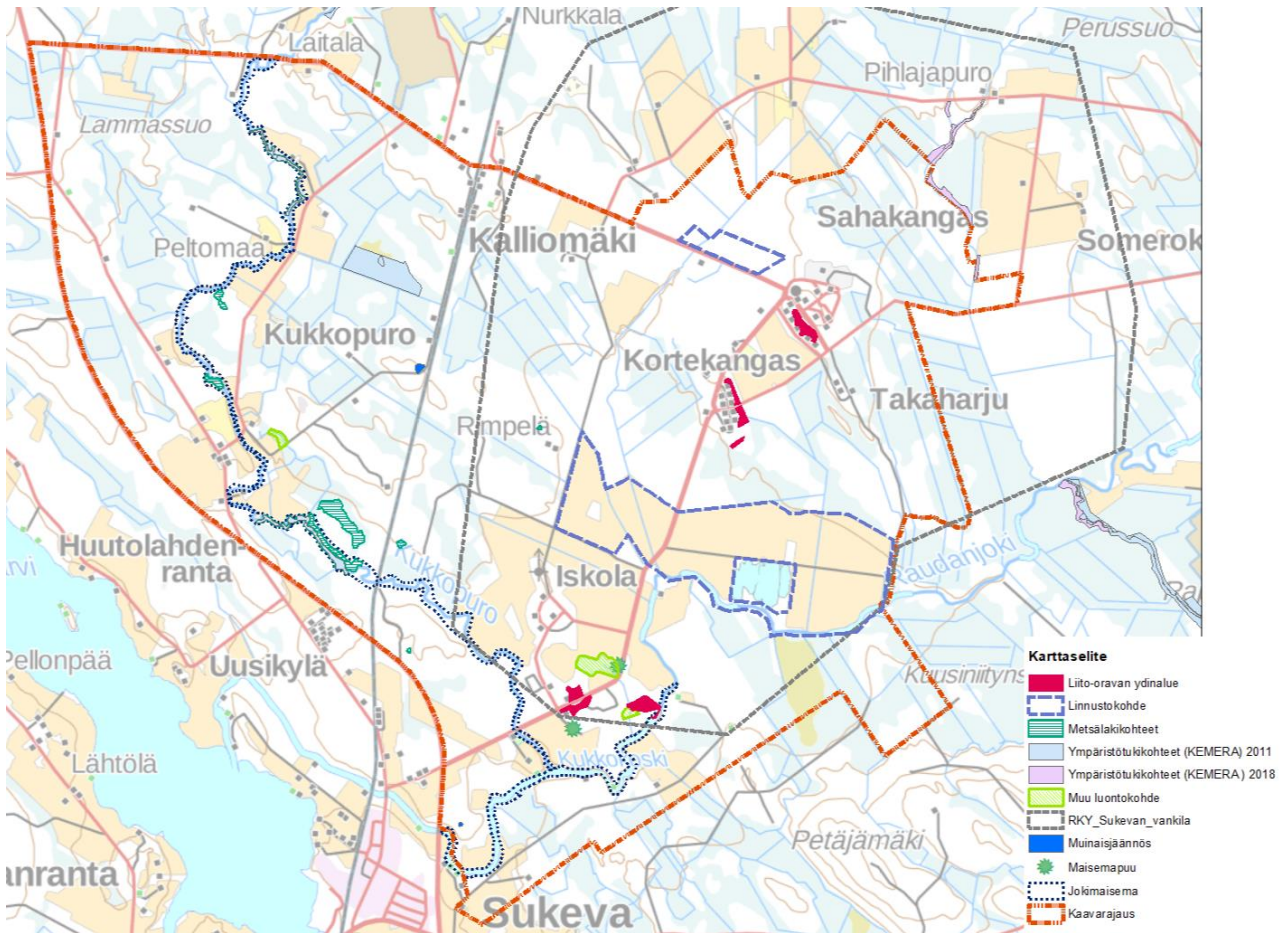 Nurkkala
Perussuo
Laitala
Pihlajapuro
Lammassuo
Sahakangas
Kalliomäki
Somerok
Peltomaa
Kukkopuro
Kortekangas
Takaharju
Rimpelä
Huutolahden-
ranta
Kukkopuro
Iskola
Raudanjoki
Pellonpää
Uusikylä
Kuusiniityns
Lähtölä
Petäjämäki
anranta
Sukeva
Karttaselite
Liito-oravan ydinalue
Linnustokohde
Metsälakikohteet
Ympäristötukikohteet (KEMERA) 2011
Ympäristötukikohteet (KEMERA ) 2018
Muu luontokohde
RKY_Sukevan_vankila
Muinaisjäännös
Maisemapuu
Jokimaisema
Kaavarajaus